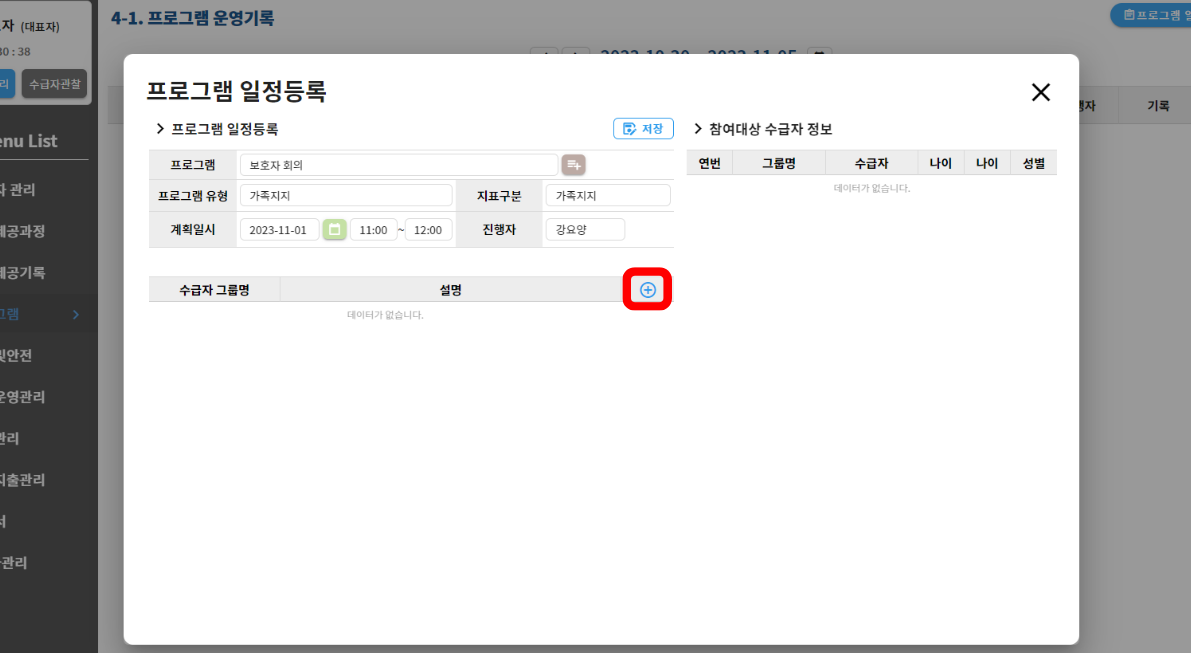 자 (대표자)
30 : 38
리
수급자관찰
enu List
자 관리
제공과정
제공기록
그램
및안전
운영관리
관리
지출관리
서
관리
4-1. 프로그램 운영기록
프로그램 일
행자
기록
프로그램 일정등록
프로그램 일정등록
저장
프로그램
보호자 회의
프로그램 유형
가족지지
지표구분
가족지지
계획일시
2023-11-01
11:00
~
12:00
진행자
강요양
수급자 그룹명
설명
데이터가 없습니다.
참여대상 수급자 정보
연번
그룹명
수급자
나이
나이
성별
데이터가 없습니다.